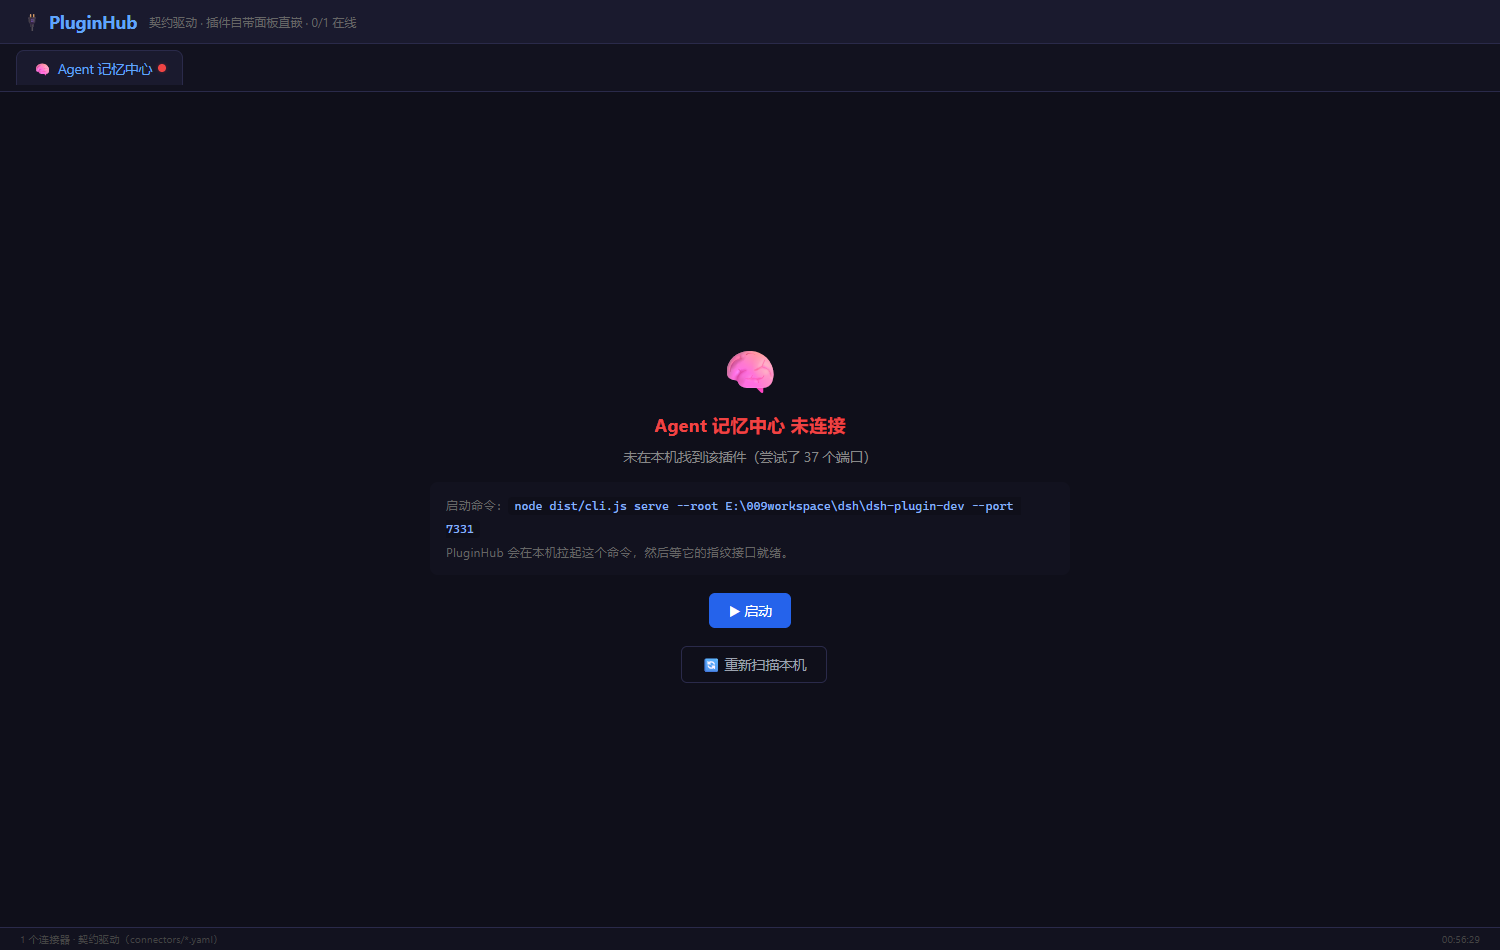 PluginHub 契约驱动 · 插件自带面板直嵌 · 0/1 在线
Agent 记忆中心
Agent 记忆中心 未连接
未在本机找到该插件（尝试了 37 个端口）
启动命令： node dist/cli.js serve --root E:\009workspace\dsh\dsh-plugin-dev --port
7331
PluginHub 会在本机拉起这个命令，然后等它的指纹接口就绪。
▶ 启动
重新扫描本机
1 个连接器 · 契约驱动（connectors/*.yaml） 00:56:29